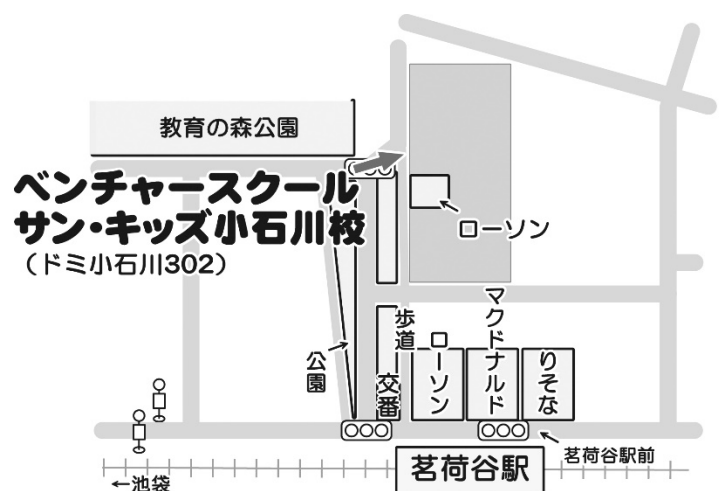 教育の森公園
ベンチャースクール
サン・キッズ小石川校
（ドミ小石川302）
ローソン
公園
歩道
交番
ローソン
マクドナルド
りそな
茗荷谷駅
茗荷谷駅前
←池袋